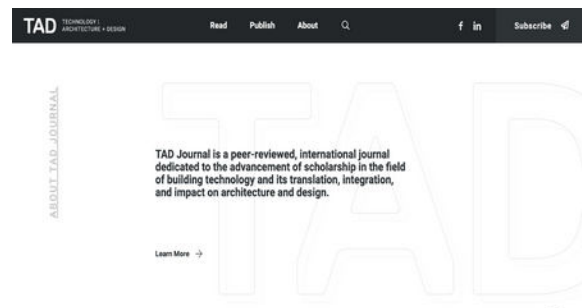 TAD TECHNOLOGY |
ARCHITECTURE + DESIGN
Read Publish About f in Subscribe
ABOUT TAD JOURNAL
TAD
TAD Journal is a peer-reviewed, international journal
dedicated to the advancement of scholarship in the field
of building technology and its translation, integration,
and impact on architecture and design.
Learn More →